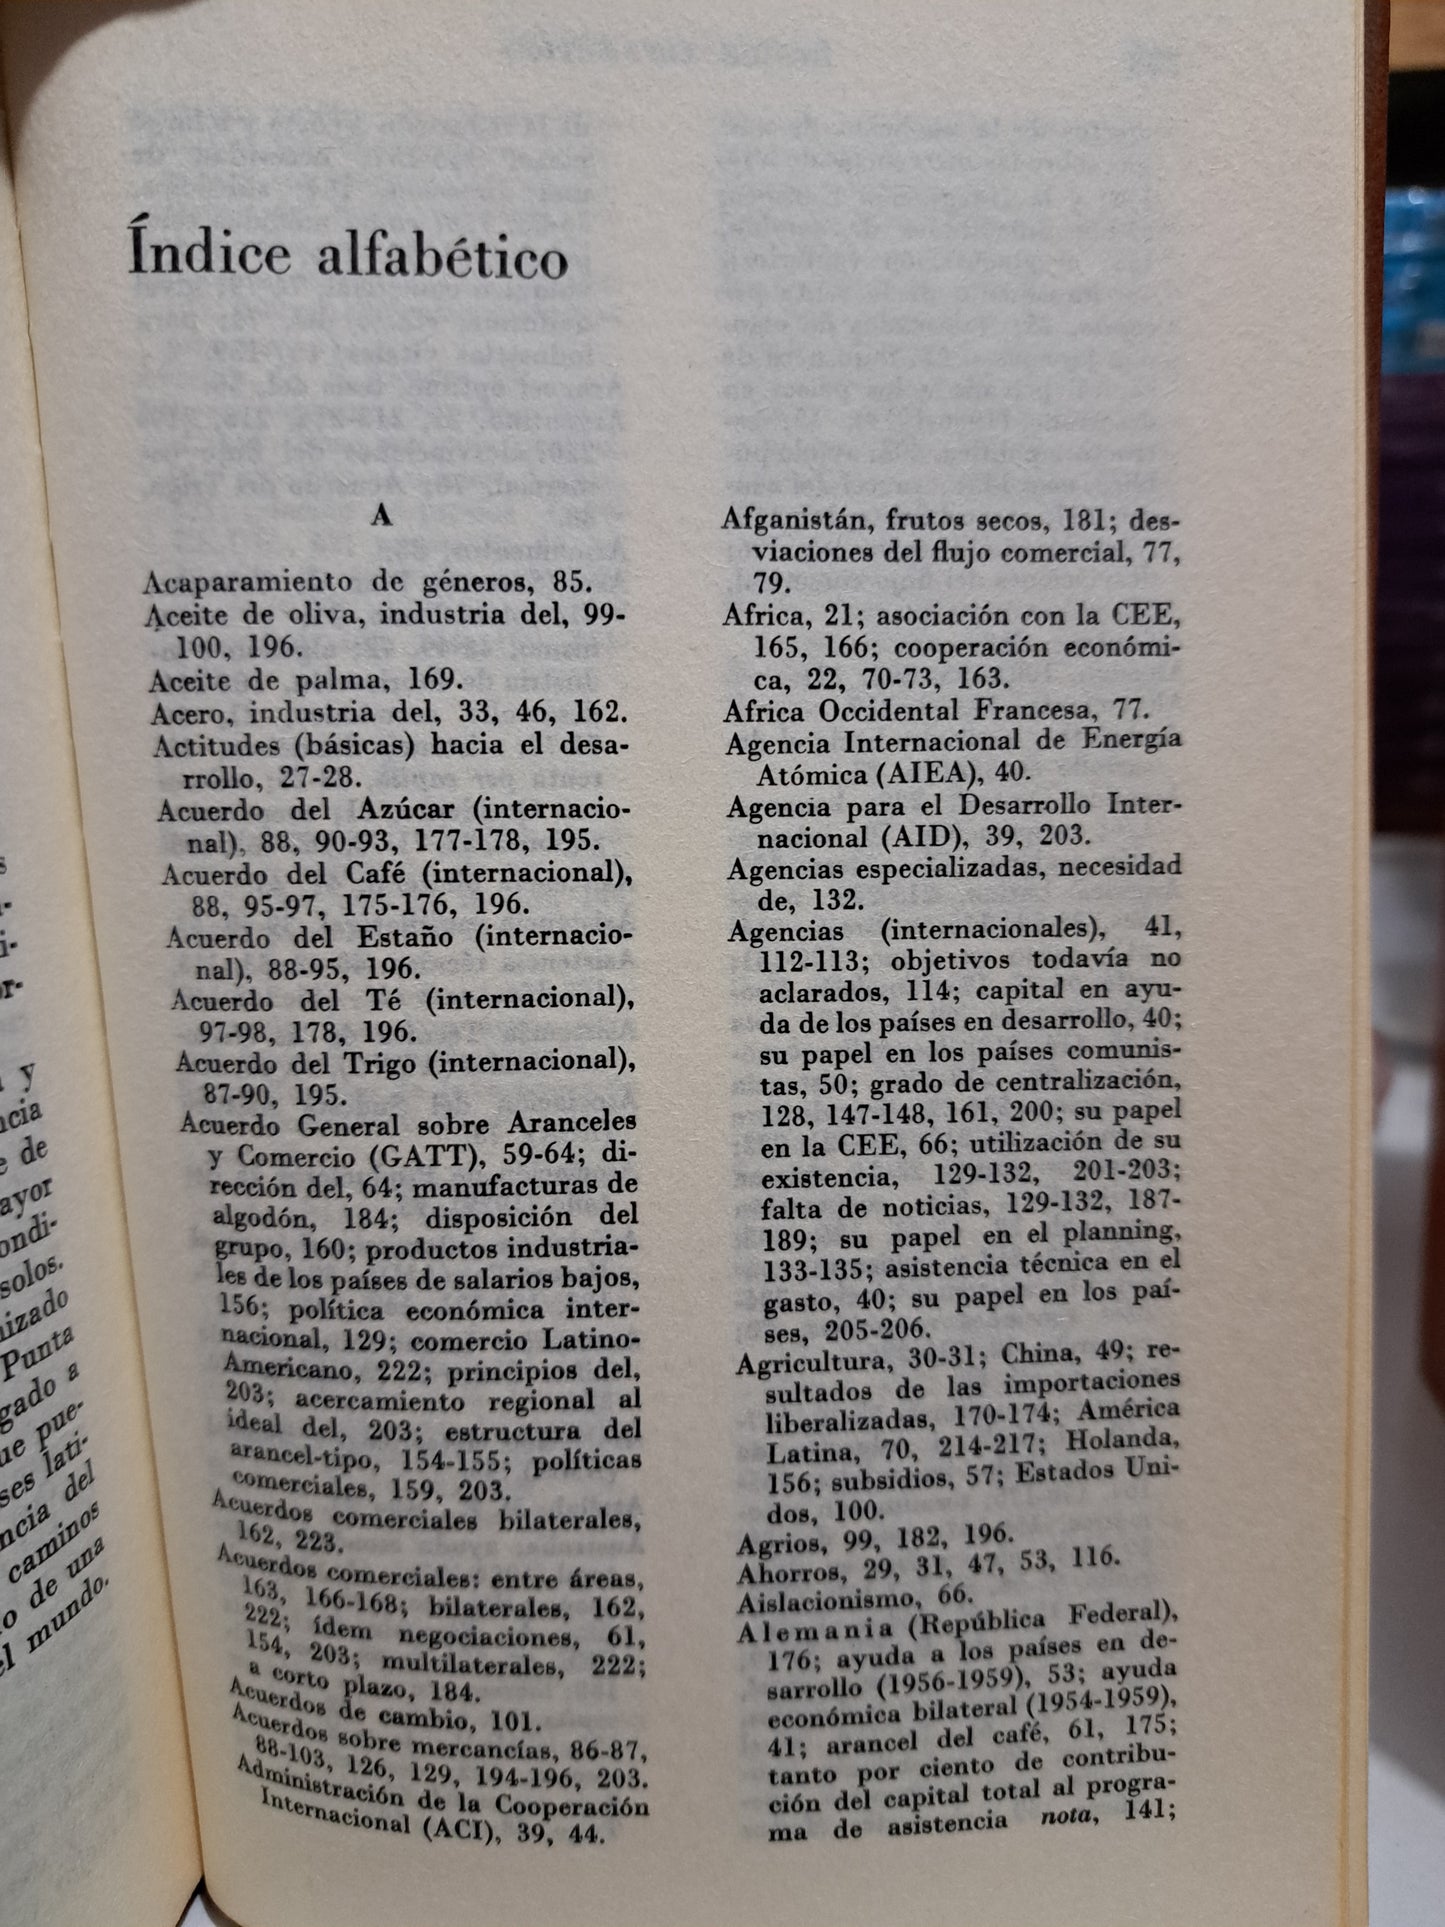 Índice alfabético
A
Acaparamiento de géneros, 85.
Aceite de oliva, industria del, 99-
100, 196.
Aceite de palma, 169.
Acero, industria del, 33, 46, 162.
Actitudes (básicas) hacia el desa-
rrollo, 27-28.
Acuerdo del Azúcar (internacio-
nal), 88, 90-93, 177-178, 195.
Acuerdo del Café (internacional),
88, 95-97, 175-176, 196.
Acuerdo del Estaño (internacio-
nal), 88-95, 196.
Acuerdo del Té (internacional),
97-98, 178, 196.
Acuerdo del Trigo (internacional),
87-90, 195.
Acuerdo General sobre Aranceles
y Comercio (GATT), 59-64; di-
rección del, 64; manufacturas de
algodón, 184; disposición del
grupo, 160; productos industria-
les de los países de salarios bajos,
156; política económica inter-
nacional, 129; comercio Latino-
Americano, 222; principios del,
203; acercamiento regional al
ideal del, 203; estructura del
arancel-tipo, 154-155; políticas
comerciales, 159, 203.
Acuerdos comerciales bilaterales,
162, 223.
Acuerdos comerciales: entre áreas,
163, 166-168; bilaterales, 162,
222; ídem negociaciones, 61,
154, 203; multilaterales, 222;
a corto plazo, 184.
Acuerdos de cambio, 101.
Acuerdos sobre mercancías, 86-87,
88-103, 126, 129, 194-196, 203.
Administración de la Cooperación
Internacional (ACI), 39, 44.
Afganistán, frutos secos, 181; des-
viaciones del flujo comercial, 77,
79.
Africa, 21; asociación con la CEE,
165, 166; cooperación económi-
ca, 22, 70-73, 163.
Africa Occidental Francesa, 77.
Agencia Internacional de Energía
Atómica (AIEA), 40.
Agencia para el Desarrollo Inter-
nacional (AID), 39, 203.
Agencias especializadas, necesidad
de, 132.
Agencias (internacionales), 41,
112-113; objetivos todavía no
aclarados, 114; capital en ayu-
da de los países en desarrollo, 40;
su papel en los países comunis-
tas, 50; grado de centralización,
128, 147-148, 161, 200; su papel
en la CEE, 66; utilización de su
existencia, 129-132, 201-203;
falta de noticias, 129-132, 187-
189; su papel en el planning,
133-135; asistencia técnica en el
gasto, 40; su papel en los paí-
ses, 205-206.
Agricultura, 30-31; China, 49; re-
sultados de las importaciones
liberalizadas, 170-174; América
Latina, 70, 214-217; Holanda,
156; subsidios, 57; Estados Uni-
dos, 100.
Agrios, 99, 182, 196.
Ahorros, 29, 31, 47, 53, 116.
Aislacionismo, 66.
Alemania (República Federal),
176; ayuda a los países en de-
sarrollo (1956-1959), 53; ayuda
económica bilateral (1954-1959),
41; arancel del café, 61, 175;
tanto por ciento de contribu-
ción del capital total al progra-
ma de asistencia nota, 141;